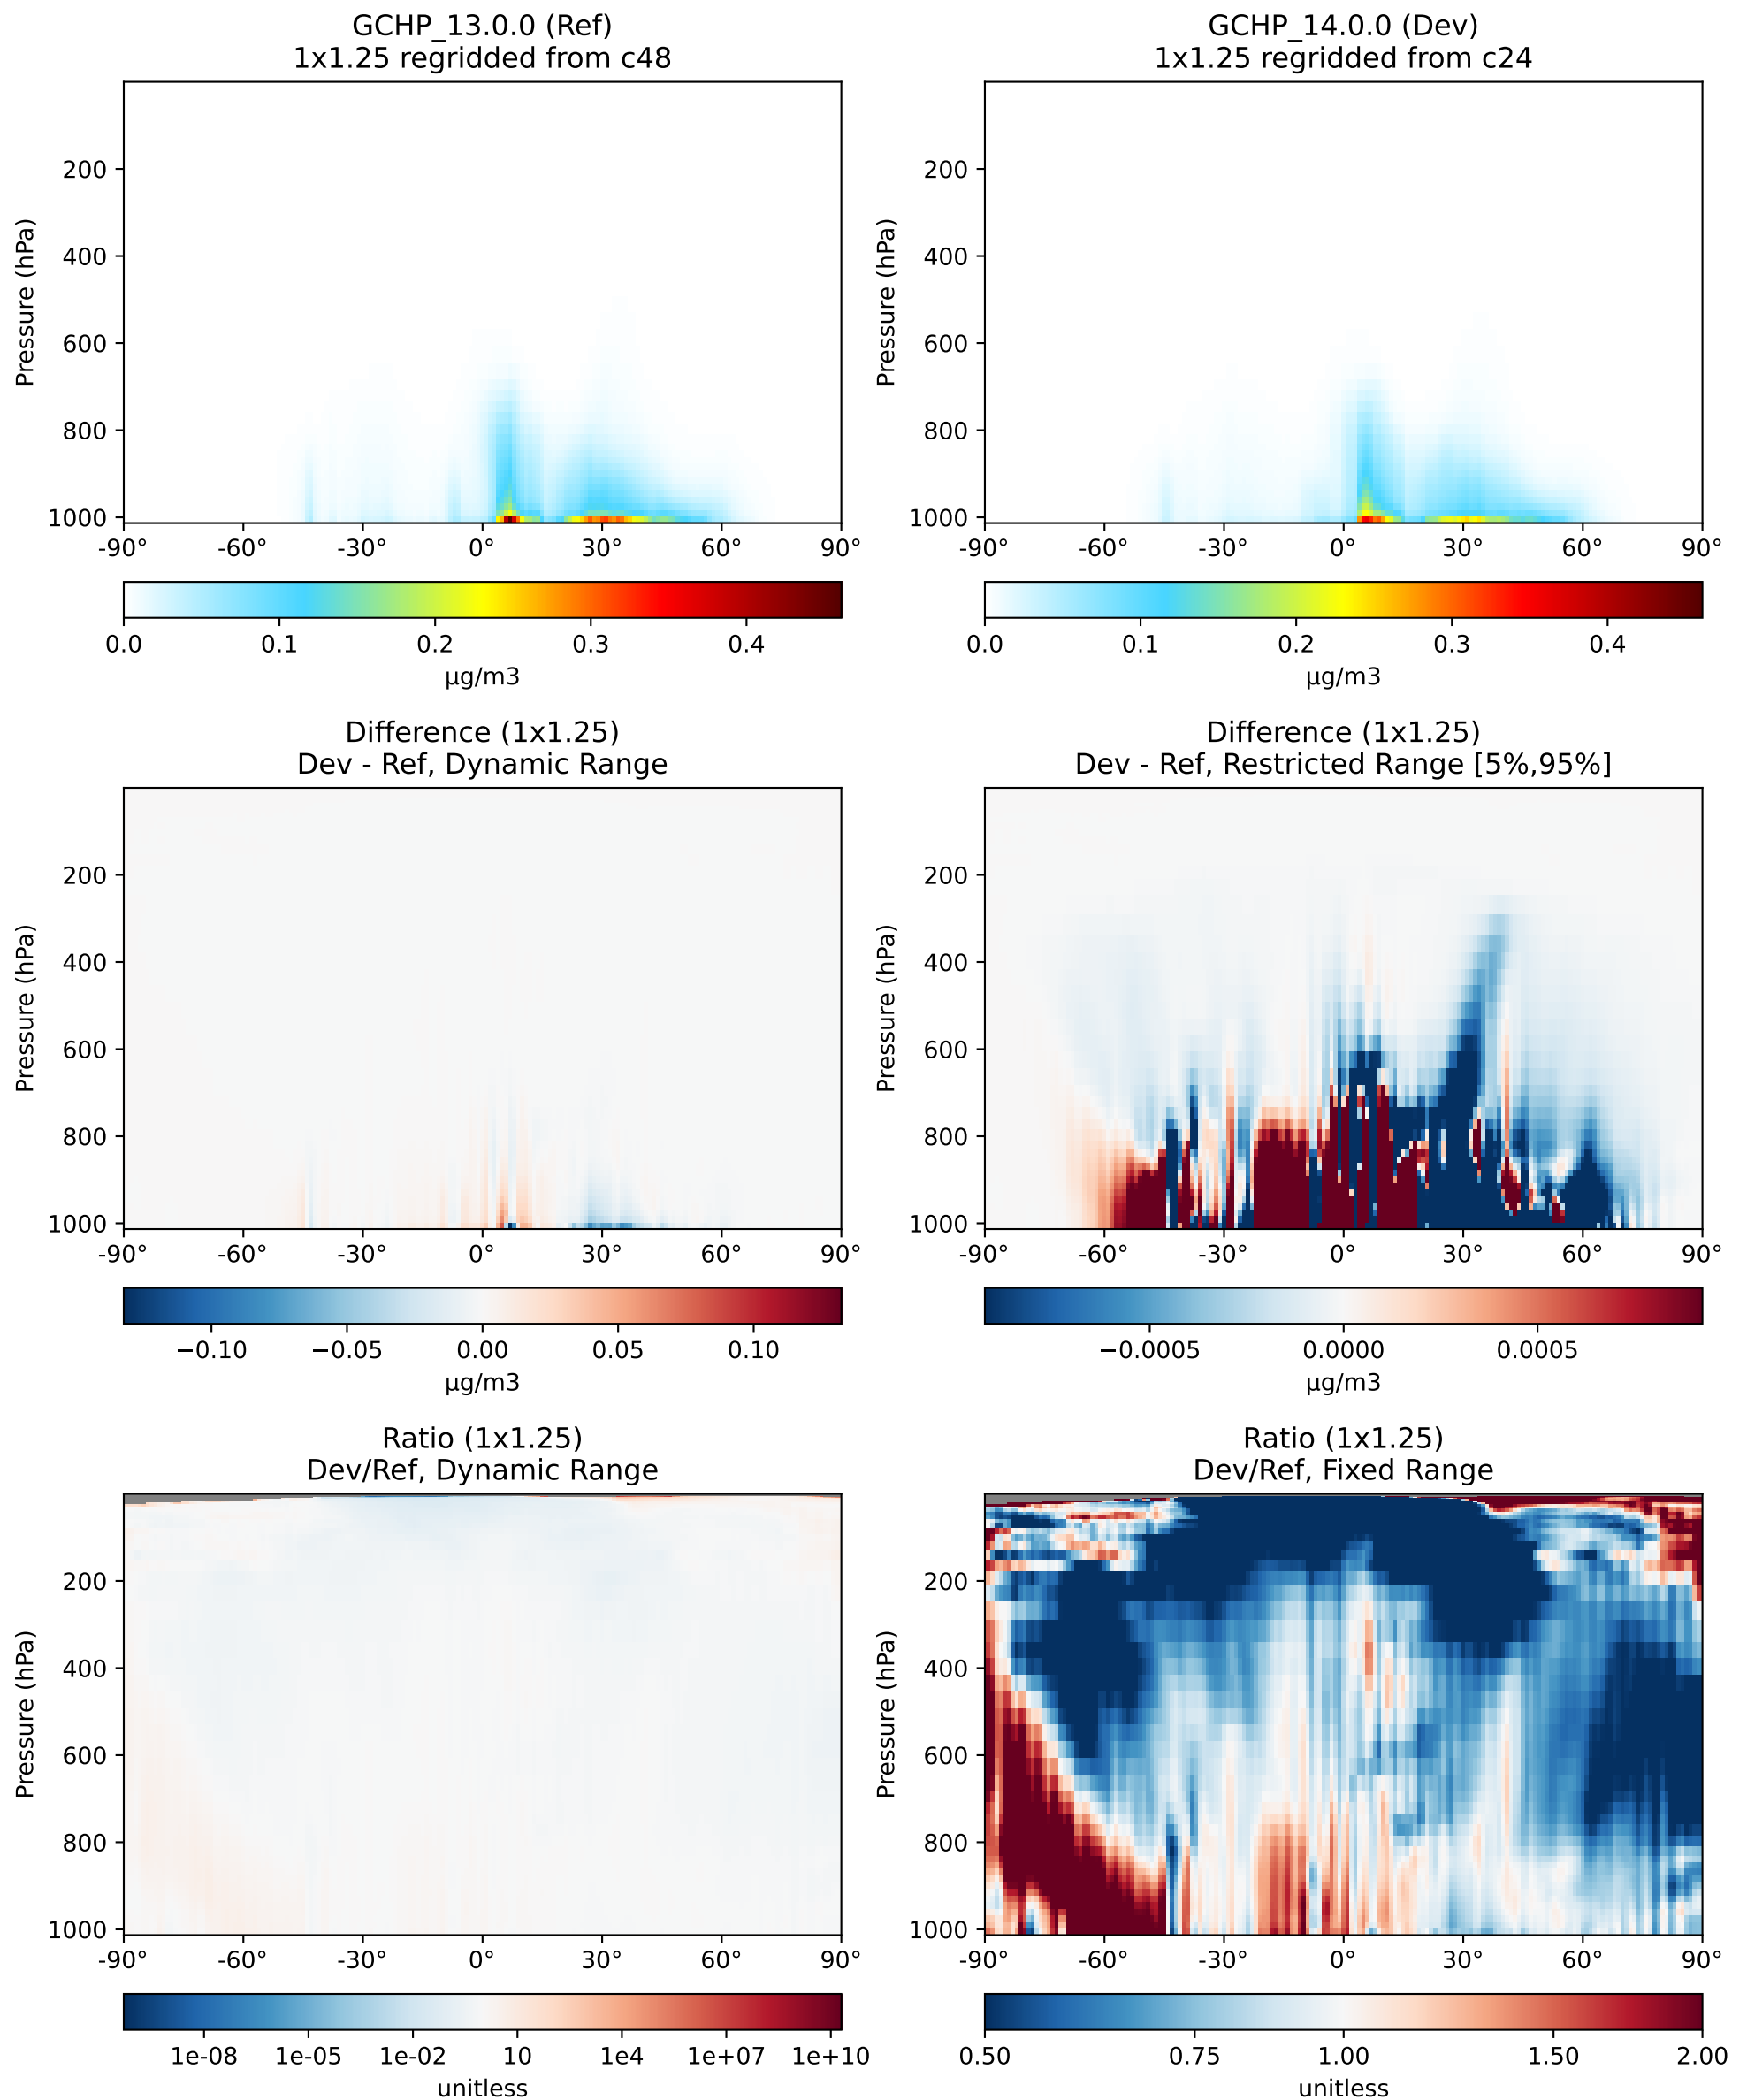 GCHP_13.0.0 (Ref)
1x1.25 regridded from c48
Pressure (hPa)
200
400
600
800
1000
-90° -60° -30° 0° 30° 60° 90°
0.0 0.1 0.2 0.3 0.4
μg/m3
GCHP_14.0.0 (Dev)
1x1.25 regridded from c24
Pressure (hPa)
200
400
600
800
1000
-90° -60° -30° 0° 30° 60° 90°
0.0 0.1 0.2 0.3 0.4
μg/m3
Difference (1x1.25)
Dev - Ref, Dynamic Range
Pressure (hPa)
200
400
600
800
1000
-90° -60° -30° 0° 30° 60° 90°
−0.10 −0.05 0.00 0.05 0.10
μg/m3
Difference (1x1.25)
Dev - Ref, Restricted Range [5%,95%]
Pressure (hPa)
200
400
600
800
1000
-90° -60° -30° 0° 30° 60° 90°
−0.0005 0.0000 0.0005
μg/m3
Ratio (1x1.25)
Dev/Ref, Dynamic Range
Pressure (hPa)
200
400
600
800
1000
-90° -60° -30° 0° 30° 60° 90°
1e-08 1e-05 1e-02 10 1e+04 1e+07 1e+10
unitless
Ratio (1x1.25)
Dev/Ref, Fixed Range
Pressure (hPa)
200
400
600
800
1000
-90° -60° -30° 0° 30° 60° 90°
0.50 0.75 1.00 1.50 2.00
unitless